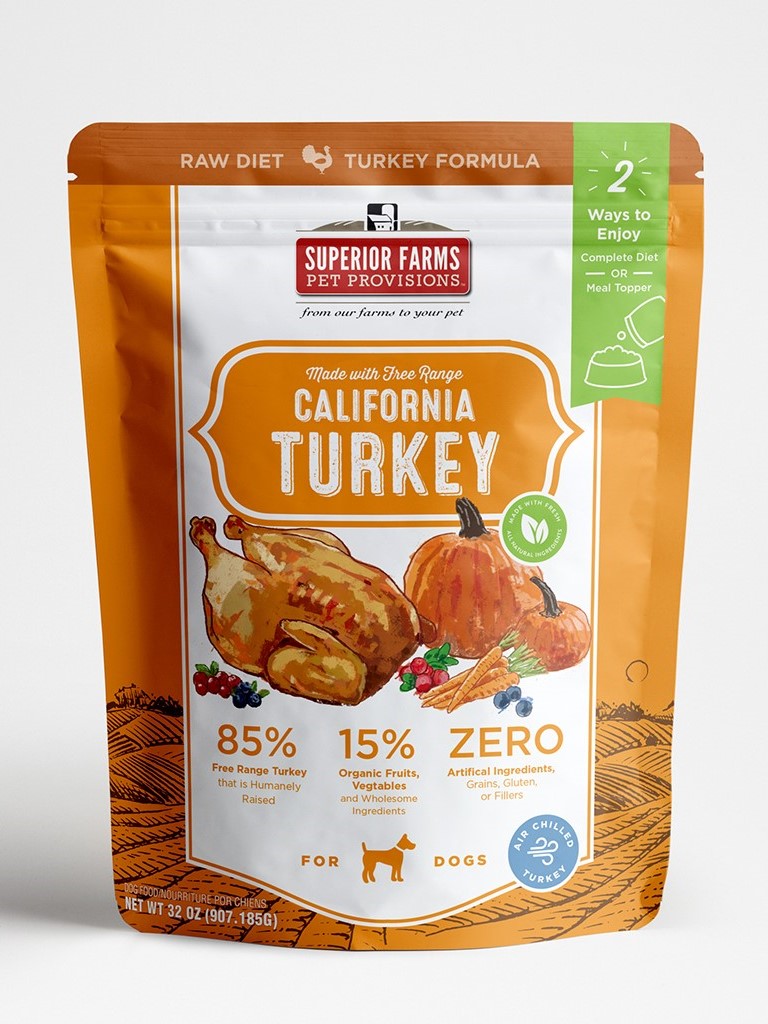 RAW DIET TURKEY FORMULA
2
Ways to
Enjoy
Complete Diet
OR
Meal Topper
SUPERIOR FARMS
PET PROVISIONS™
from our farms to your pet
Made with Free Range
CALIFORNIA
TURKEY
MADE WITH FRESH
ALL NATURAL INGREDIENTS
85%
Free Range Turkey
that is Humanely
Raised
15%
Organic Fruits,
Vegtables
and Wholesome
Ingredients
ZERO
Artifical Ingredients,
Grains, Gluten,
or Fillers
FOR DOGS
AIR CHILLED
TURKEY
DOG FOOD/NOURRITURE POR CHIENS
NET WT 32 OZ (907.185G)